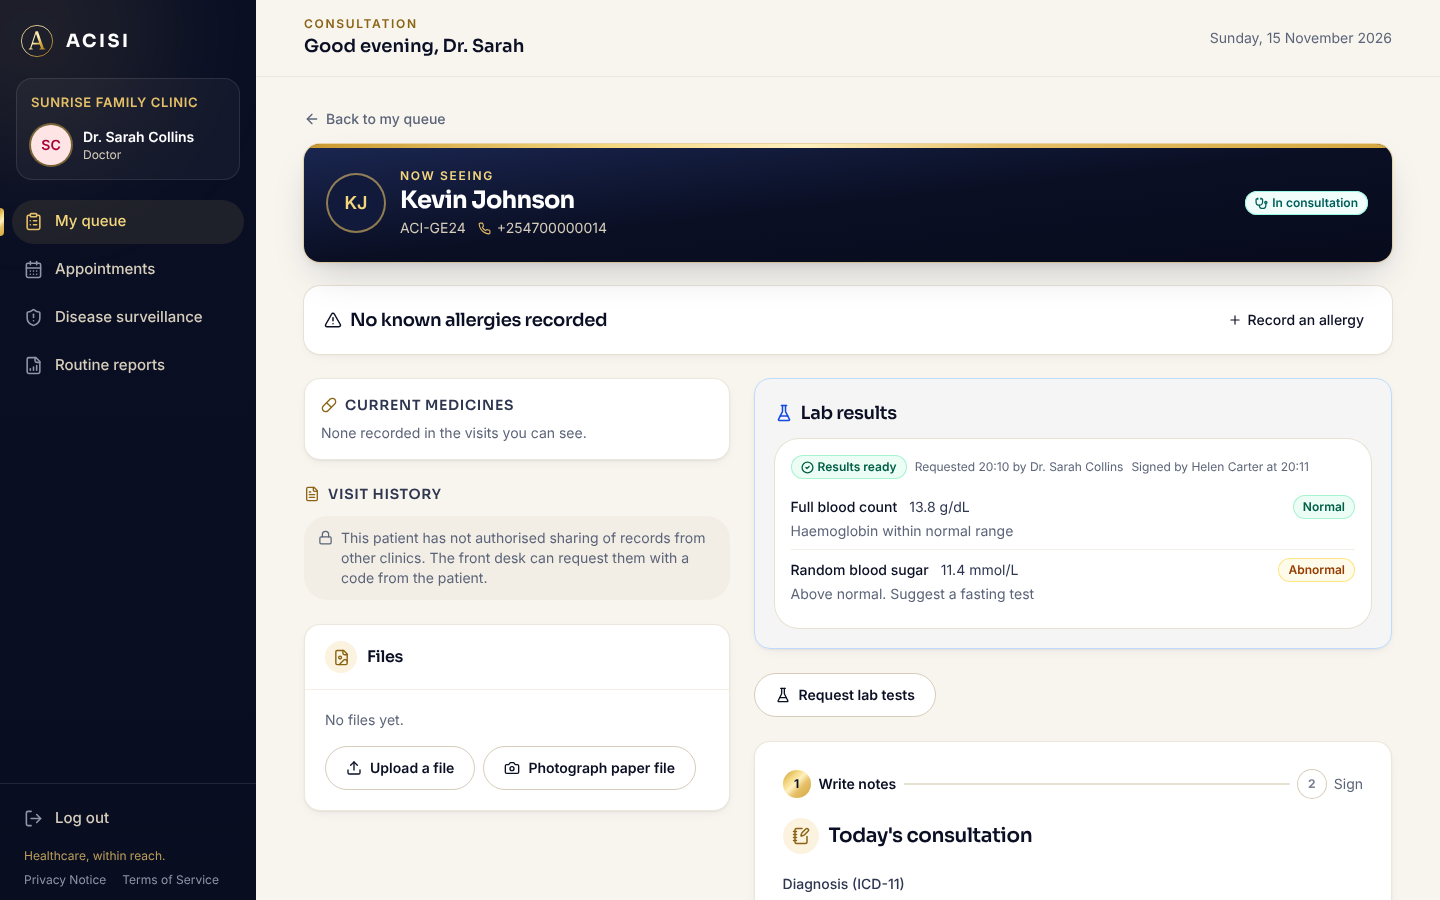 ACISI
SUNRISE FAMILY CLINIC
SC
Dr. Sarah Collins
Doctor
My queue
Appointments
Disease surveillance
Routine reports
Log out
Healthcare, within reach.
Privacy Notice Terms of Service
CONSULTATION
Good evening, Dr. Sarah
Sunday, 15 November 2026
Back to my queue
KJ
NOW SEEING
Kevin Johnson
ACI-GE24 +254700000014
In consultation
No known allergies recorded
Record an allergy
CURRENT MEDICINES
None recorded in the visits you can see.
VISIT HISTORY
This patient has not authorised sharing of records from
other clinics. The front desk can request them with a
code from the patient.
Files
No files yet.
Upload a file
Photograph paper file
Lab results
Results ready Requested 20:10 by Dr. Sarah Collins Signed by Helen Carter at 20:11
Full blood count 13.8 g/dL Normal
Haemoglobin within normal range
Random blood sugar 11.4 mmol/L Abnormal
Above normal. Suggest a fasting test
Request lab tests
1 Write notes 2 Sign
Today's consultation
Diagnosis (ICD-11)